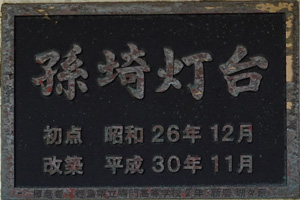 孫埼灯台
初点 昭和 26年 12月
改築 平成 30年 11月